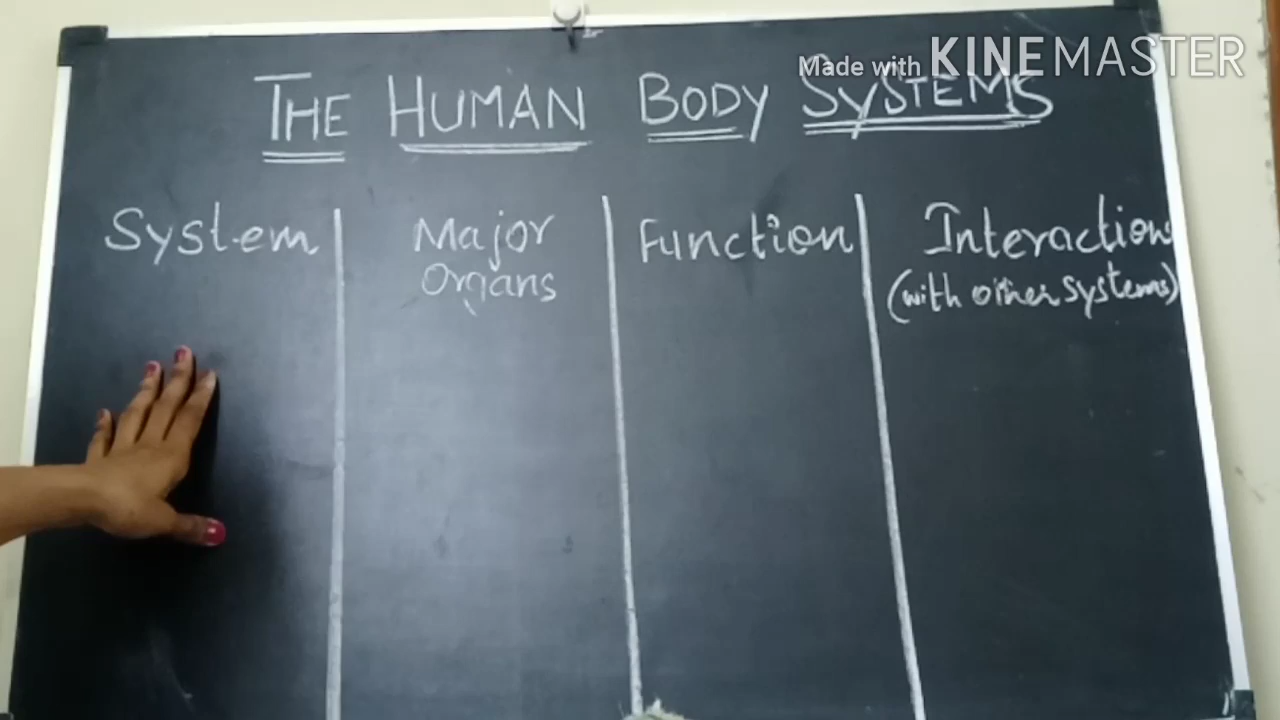 Made with KINEMASTER
THE HUMAN BODY SYSTEMS
System
Major
Organs
Function
Interaction
(with other systems)